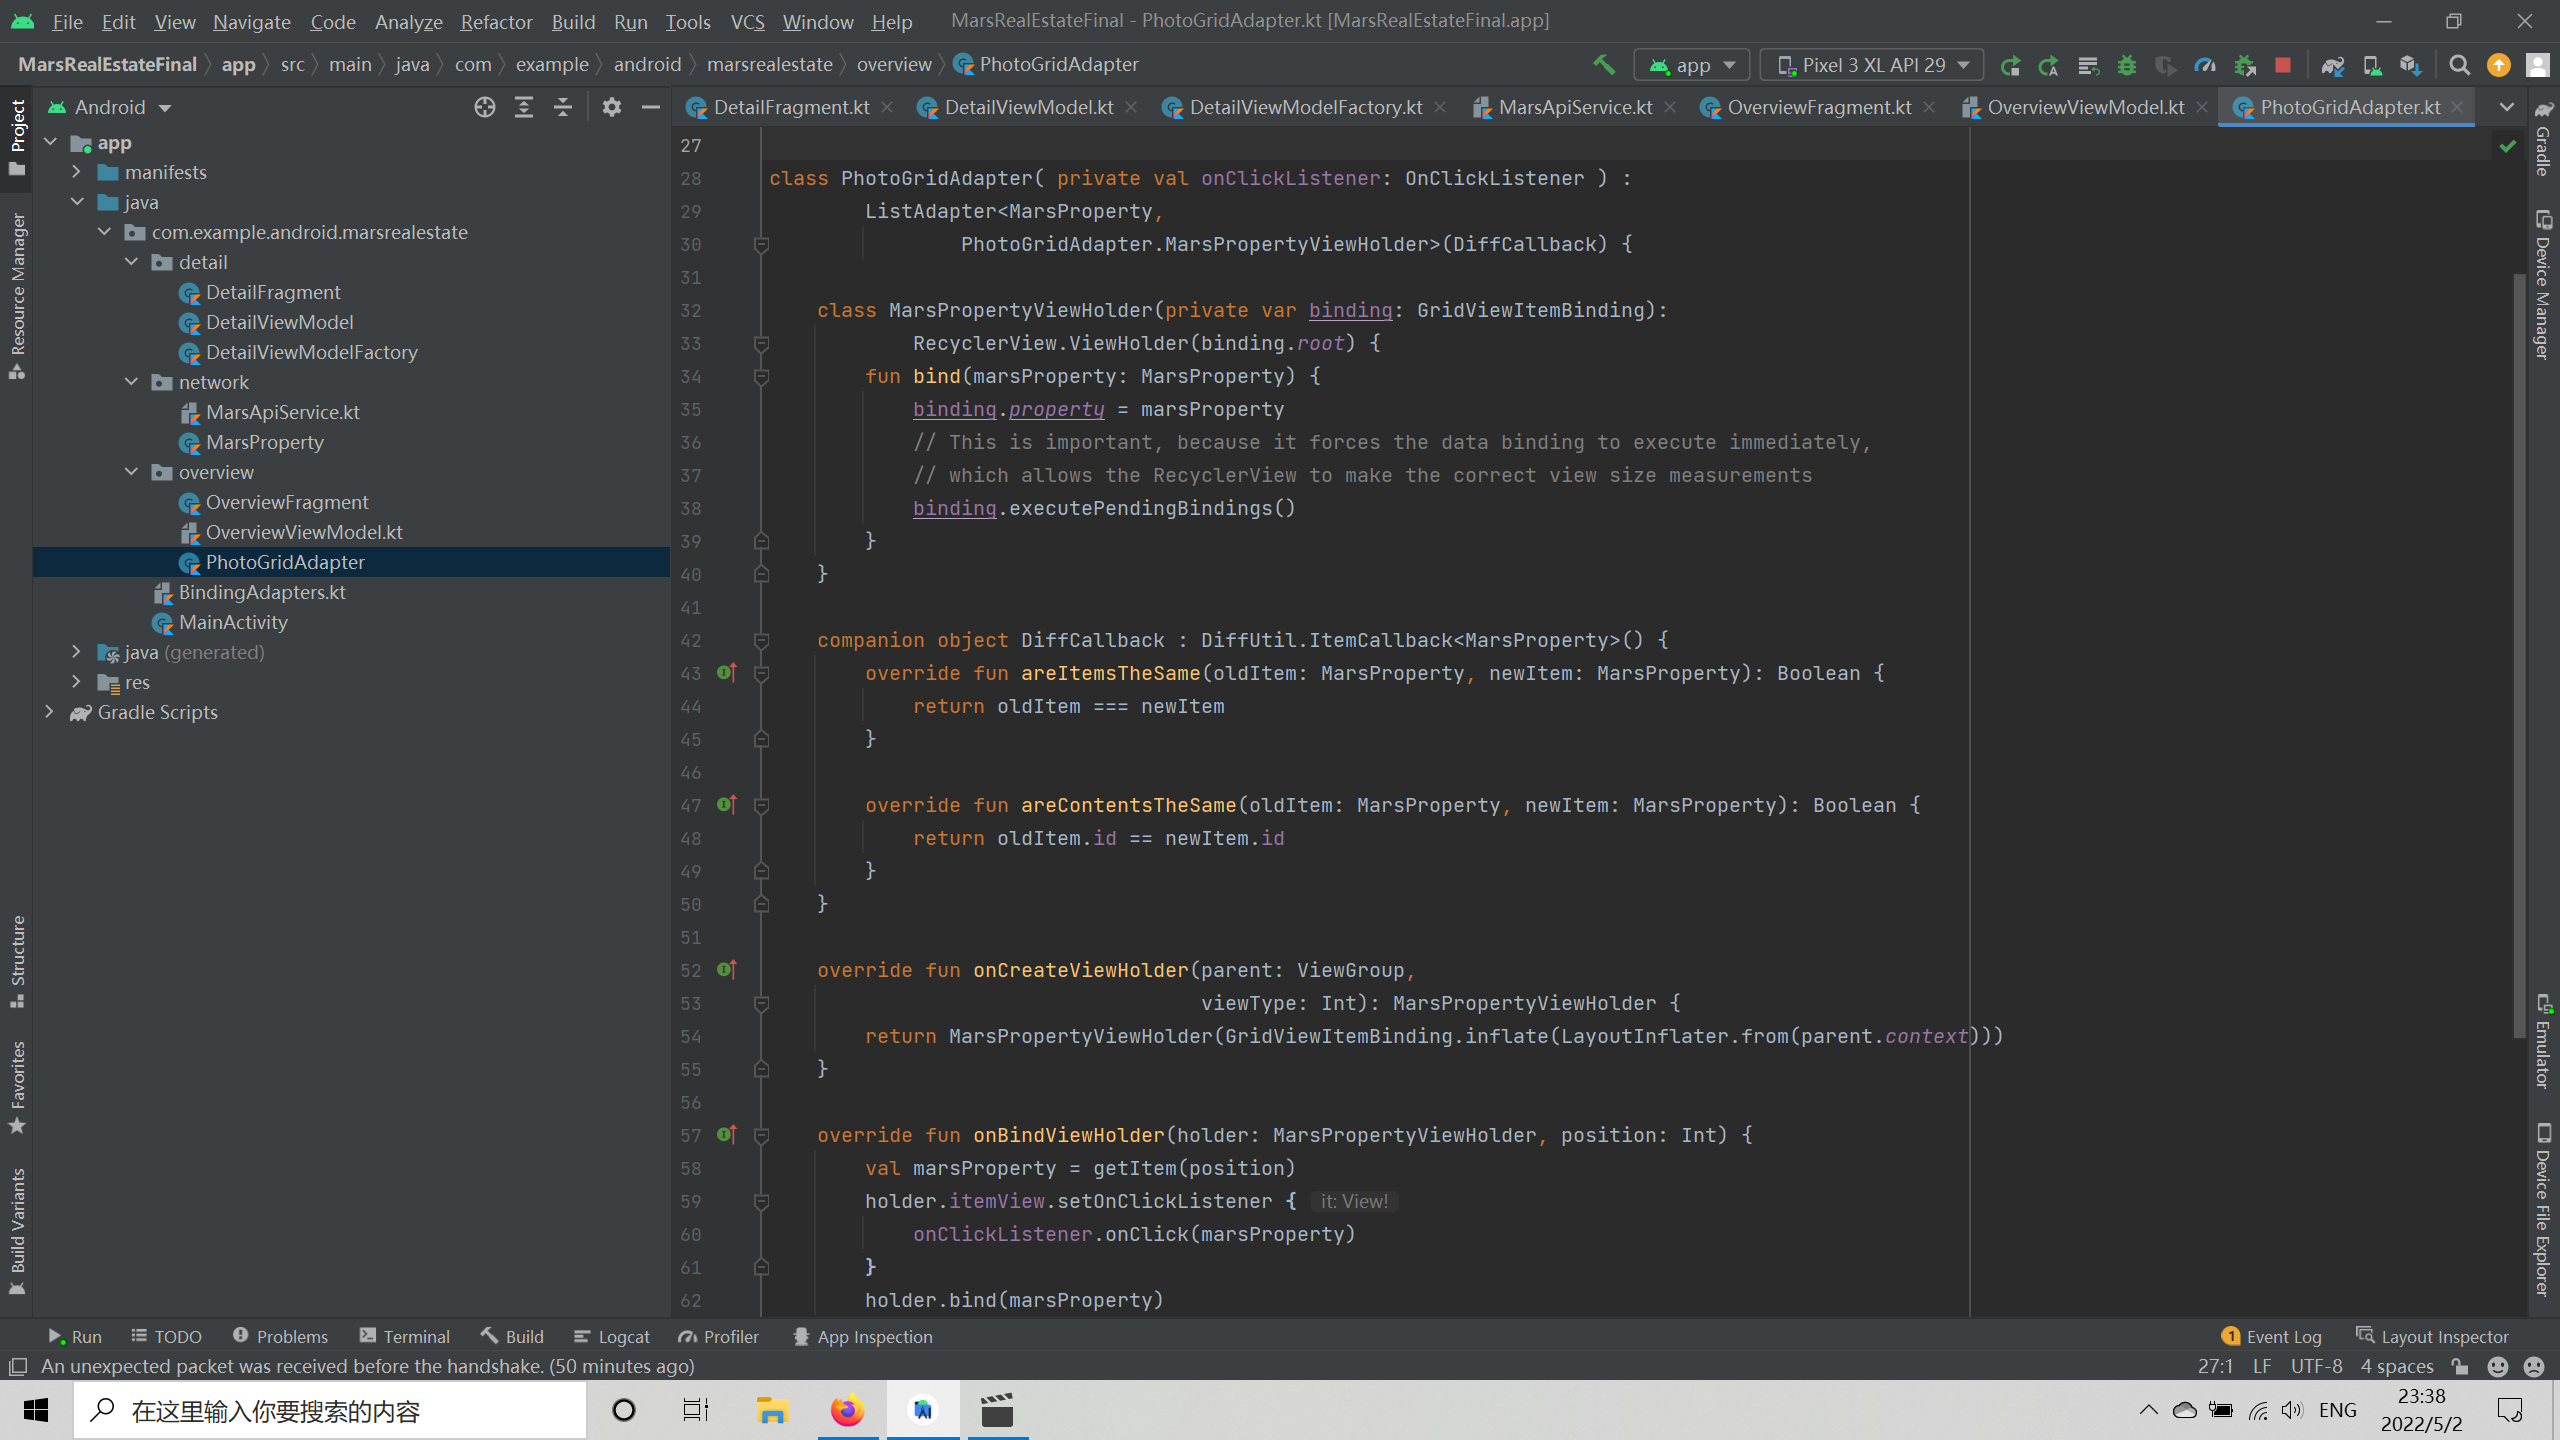 File Edit View Navigate Code Analyze Refactor Build Run Tools VCS Window Help MarsRealEstateFinal - PhotoGridAdapter.kt [MarsRealEstateFinal.app]
MarsRealEstateFinal app src main java com example android marsrealestate overview PhotoGridAdapter app Pixel 3 XL API 29
Android
DetailFragment.kt DetailViewModel.kt DetailViewModelFactory.kt MarsApiService.kt OverviewFragment.kt OverviewViewModel.kt PhotoGridAdapter.kt
Project
Resource Manager
Structure
Favorites
Build Variants
app
manifests
java
com.example.android.marsrealestate
detail
DetailFragment
DetailViewModel
DetailViewModelFactory
network
MarsApiService.kt
MarsProperty
overview
OverviewFragment
OverviewViewModel.kt
PhotoGridAdapter
BindingAdapters.kt
MainActivity
java (generated)
res
Gradle Scripts
27
28 class PhotoGridAdapter( private val onClickListener: OnClickListener ) :
29 ListAdapter<MarsProperty,
30 PhotoGridAdapter.MarsPropertyViewHolder>(DiffCallback) {
31
32 class MarsPropertyViewHolder(private var binding: GridViewItemBinding):
33 RecyclerView.ViewHolder(binding.root) {
34 fun bind(marsProperty: MarsProperty) {
35 binding.property = marsProperty
36 // This is important, because it forces the data binding to execute immediately,
37 // which allows the RecyclerView to make the correct view size measurements
38 binding.executePendingBindings()
39 }
40 }
41
42 companion object DiffCallback : DiffUtil.ItemCallback<MarsProperty>() {
43 override fun areItemsTheSame(oldItem: MarsProperty, newItem: MarsProperty): Boolean {
44 return oldItem === newItem
45 }
46
47 override fun areContentsTheSame(oldItem: MarsProperty, newItem: MarsProperty): Boolean {
48 return oldItem.id == newItem.id
49 }
50 }
51
52 override fun onCreateViewHolder(parent: ViewGroup,
53 viewType: Int): MarsPropertyViewHolder {
54 return MarsPropertyViewHolder(GridViewItemBinding.inflate(LayoutInflater.from(parent.context)))
55 }
56
57 override fun onBindViewHolder(holder: MarsPropertyViewHolder, position: Int) {
58 val marsProperty = getItem(position)
59 holder.itemView.setOnClickListener { it: View!
60 onClickListener.onClick(marsProperty)
61 }
62 holder.bind(marsProperty)
Gradle
Device Manager
Emulator
Device File Explorer
Run TODO Problems Terminal Build Logcat Profiler App Inspection 1 Event Log Layout Inspector
An unexpected packet was received before the handshake. (50 minutes ago) 27:1 LF UTF-8 4 spaces
在这里输入你要搜索的内容
ENG
23:38
2022/5/2